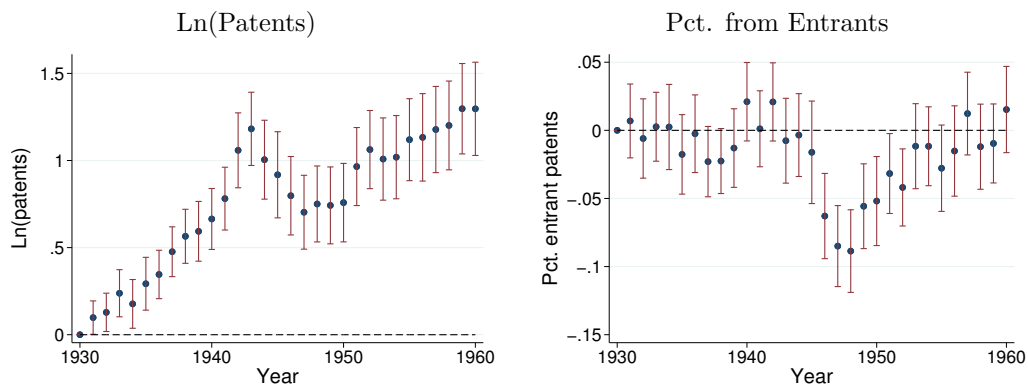 Ln(Patents)
Ln(patents)
1.5
1
.5
0
1930
1940
1950
1960
Year
Pct. from Entrants
Pct. entrant patents
.05
0
-.05
-.1
-.15
1930
1940
1950
1960
Year